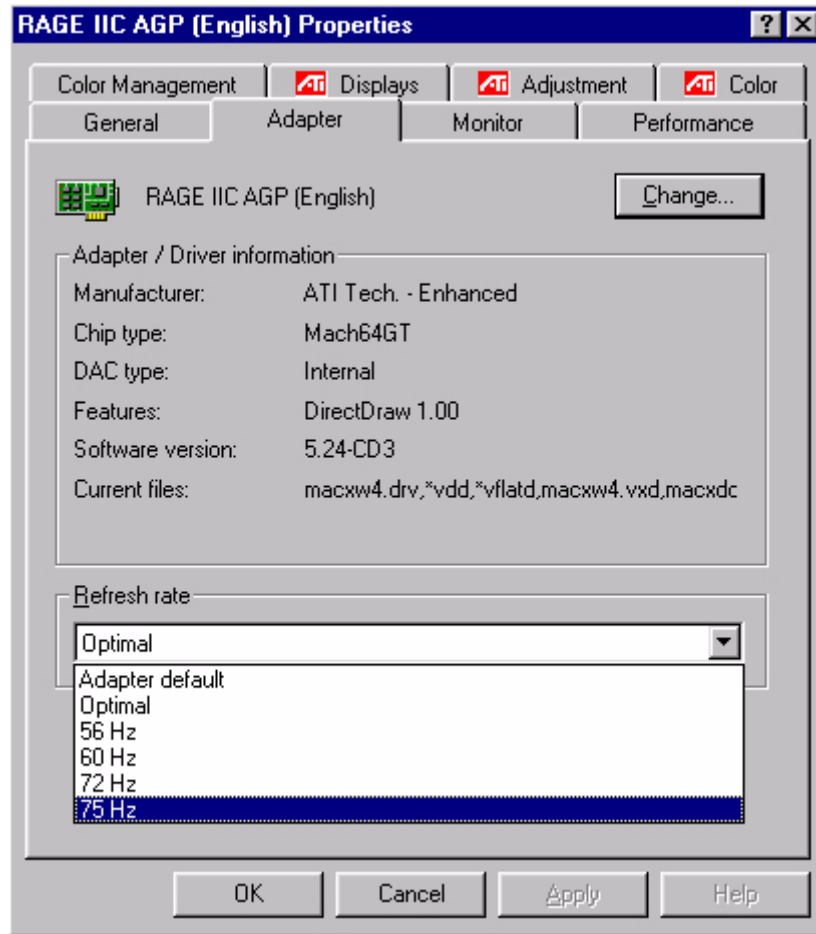 RAGE IIC AGP (English) Properties
Color Management ATI Displays ATI Adjustment ATI Color
General Adapter Monitor Performance
RAGE IIC AGP (English) Change...
Adapter / Driver information
Manufacturer: ATI Tech. - Enhanced
Chip type: Mach64GT
DAC type: Internal
Features: DirectDraw 1.00
Software version: 5.24-CD3
Current files: macxw4.drv,*vdd,*vflatd,macxw4.vxd,macxdc
Refresh rate
Optimal
Adapter default
Optimal
56 Hz
60 Hz
72 Hz
75 Hz
OK Cancel Apply Help